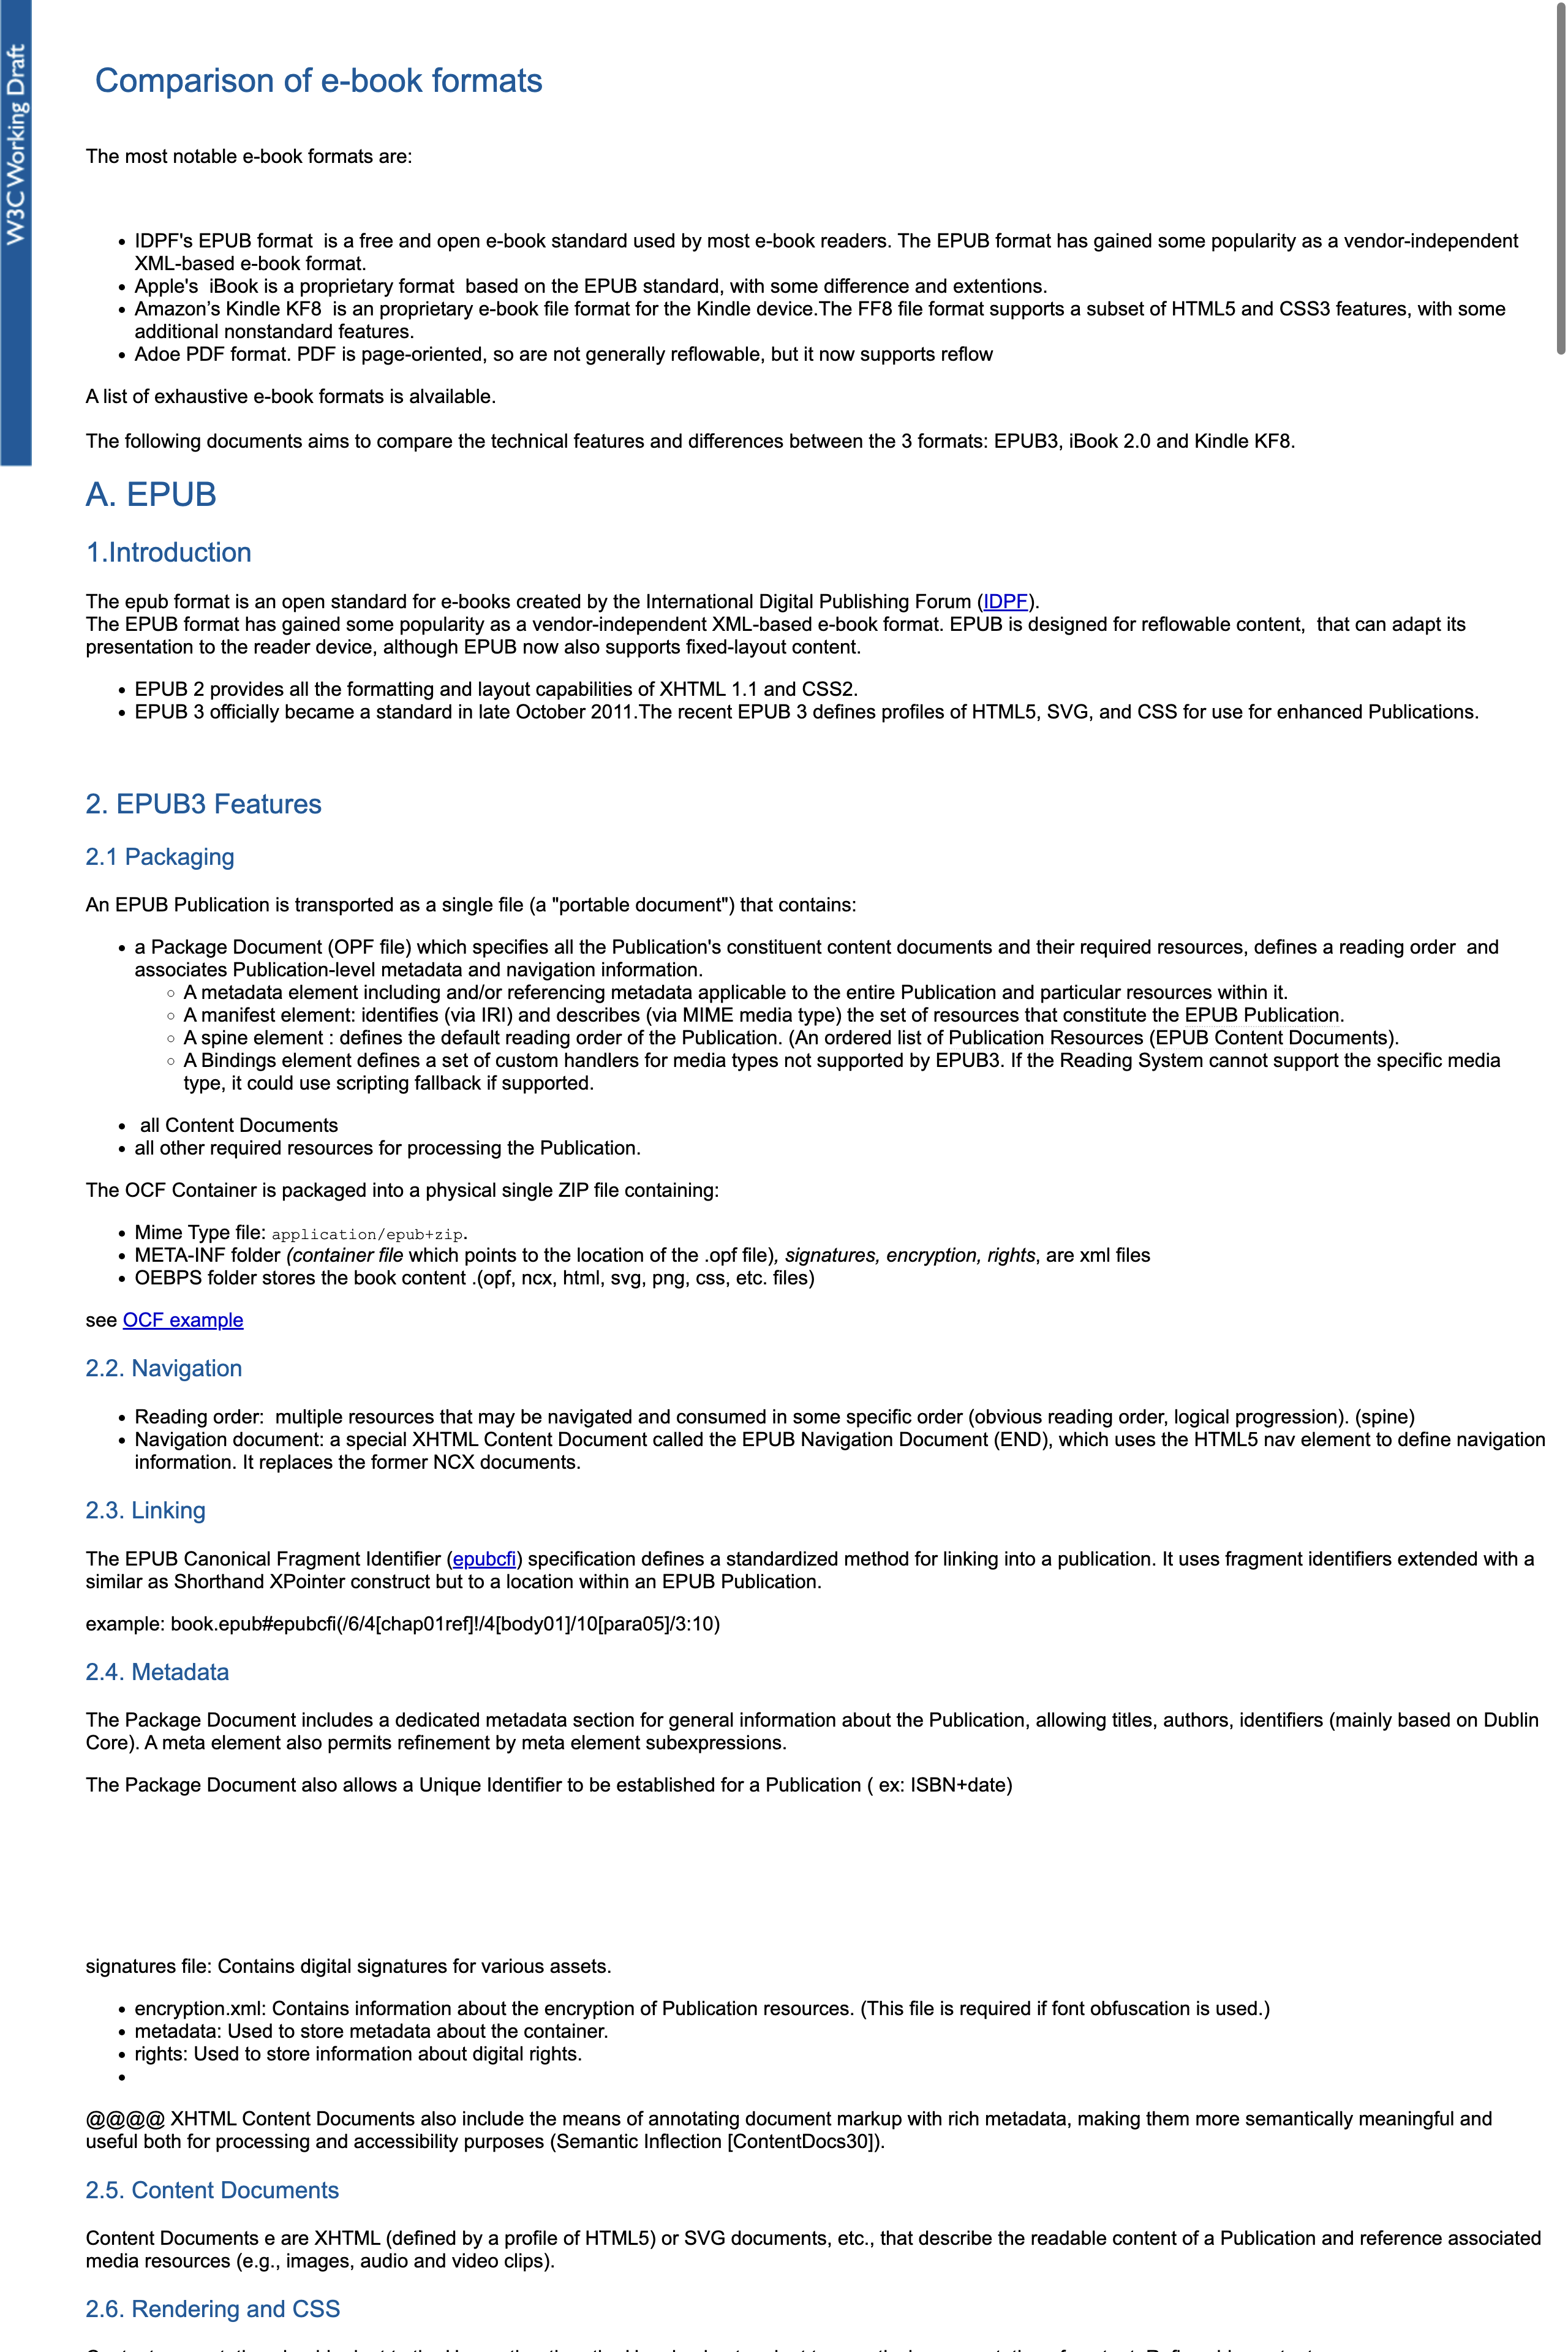 W3C Working Draft
Comparison of e-book formats
The most notable e-book formats are:
• IDPF's EPUB format  is a free and open e-book standard used by most e-book readers. The EPUB format has gained some popularity as a vendor-independent
XML-based e-book format.
• Apple's  iBook is a proprietary format  based on the EPUB standard, with some difference and extentions.
• Amazon’s Kindle KF8  is an proprietary e-book file format for the Kindle device.The FF8 file format supports a subset of HTML5 and CSS3 features, with some
additional nonstandard features.
• Adoe PDF format. PDF is page-oriented, so are not generally reflowable, but it now supports reflow
A list of exhaustive e-book formats is alvailable.
The following documents aims to compare the technical features and differences between the 3 formats: EPUB3, iBook 2.0 and Kindle KF8.
A. EPUB
1.Introduction
The epub format is an open standard for e-books created by the International Digital Publishing Forum (IDPF).
The EPUB format has gained some popularity as a vendor-independent XML-based e-book format. EPUB is designed for reflowable content,  that can adapt its
presentation to the reader device, although EPUB now also supports fixed-layout content.
• EPUB 2 provides all the formatting and layout capabilities of XHTML 1.1 and CSS2.
• EPUB 3 officially became a standard in late October 2011.The recent EPUB 3 defines profiles of HTML5, SVG, and CSS for use for enhanced Publications.
2. EPUB3 Features
2.1 Packaging
An EPUB Publication is transported as a single file (a "portable document") that contains:
• a Package Document (OPF file) which specifies all the Publication's constituent content documents and their required resources, defines a reading order  and
associates Publication-level metadata and navigation information.
◦ A metadata element including and/or referencing metadata applicable to the entire Publication and particular resources within it.
◦ A manifest element: identifies (via IRI) and describes (via MIME media type) the set of resources that constitute the EPUB Publication.
◦ A spine element : defines the default reading order of the Publication. (An ordered list of Publication Resources (EPUB Content Documents).
◦ A Bindings element defines a set of custom handlers for media types not supported by EPUB3. If the Reading System cannot support the specific media
type, it could use scripting fallback if supported.
•  all Content Documents
• all other required resources for processing the Publication.
The OCF Container is packaged into a physical single ZIP file containing:
• Mime Type file: application/epub+zip.
• META-INF folder (container file which points to the location of the .opf file), signatures, encryption, rights, are xml files
• OEBPS folder stores the book content .(opf, ncx, html, svg, png, css, etc. files)
see OCF example
2.2. Navigation
• Reading order:  multiple resources that may be navigated and consumed in some specific order (obvious reading order, logical progression). (spine)
• Navigation document: a special XHTML Content Document called the EPUB Navigation Document (END), which uses the HTML5 nav element to define navigation
information. It replaces the former NCX documents.
2.3. Linking
The EPUB Canonical Fragment Identifier (epubcfi) specification defines a standardized method for linking into a publication. It uses fragment identifiers extended with a
similar as Shorthand XPointer construct but to a location within an EPUB Publication.
example: book.epub#epubcfi(/6/4[chap01ref]!/4[body01]/10[para05]/3:10)
2.4. Metadata
The Package Document includes a dedicated metadata section for general information about the Publication, allowing titles, authors, identifiers (mainly based on Dublin
Core). A meta element also permits refinement by meta element subexpressions.
The Package Document also allows a Unique Identifier to be established for a Publication ( ex: ISBN+date)
signatures file: Contains digital signatures for various assets.
• encryption.xml: Contains information about the encryption of Publication resources. (This file is required if font obfuscation is used.)
• metadata: Used to store metadata about the container.
• rights: Used to store information about digital rights.
•
@@@@ XHTML Content Documents also include the means of annotating document markup with rich metadata, making them more semantically meaningful and
useful both for processing and accessibility purposes (Semantic Inflection [ContentDocs30]).
2.5. Content Documents
Content Documents e are XHTML (defined by a profile of HTML5) or SVG documents, etc., that describe the readable content of a Publication and reference associated
media resources (e.g., images, audio and video clips).
2.6. Rendering and CSS